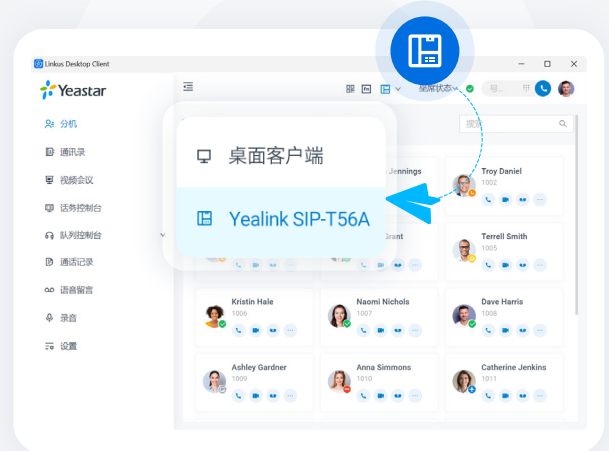 Linkus Desktop Client
Yeastar
En
坐席状态
分机
通讯录
视频会议
话务控制台
队列控制台
通话记录
语音留言
录音
设置
搜索
桌面客户端
Yealink SIP-T56A
Jennings
Troy Daniel
1002
Grant
Terrell Smith
1005
Kristin Hale
1006
Naomi Nichols
1007
Dave Harris
1008
Ashley Gardner
1009
Anna Simmons
1010
Catherine Jenkins
1011